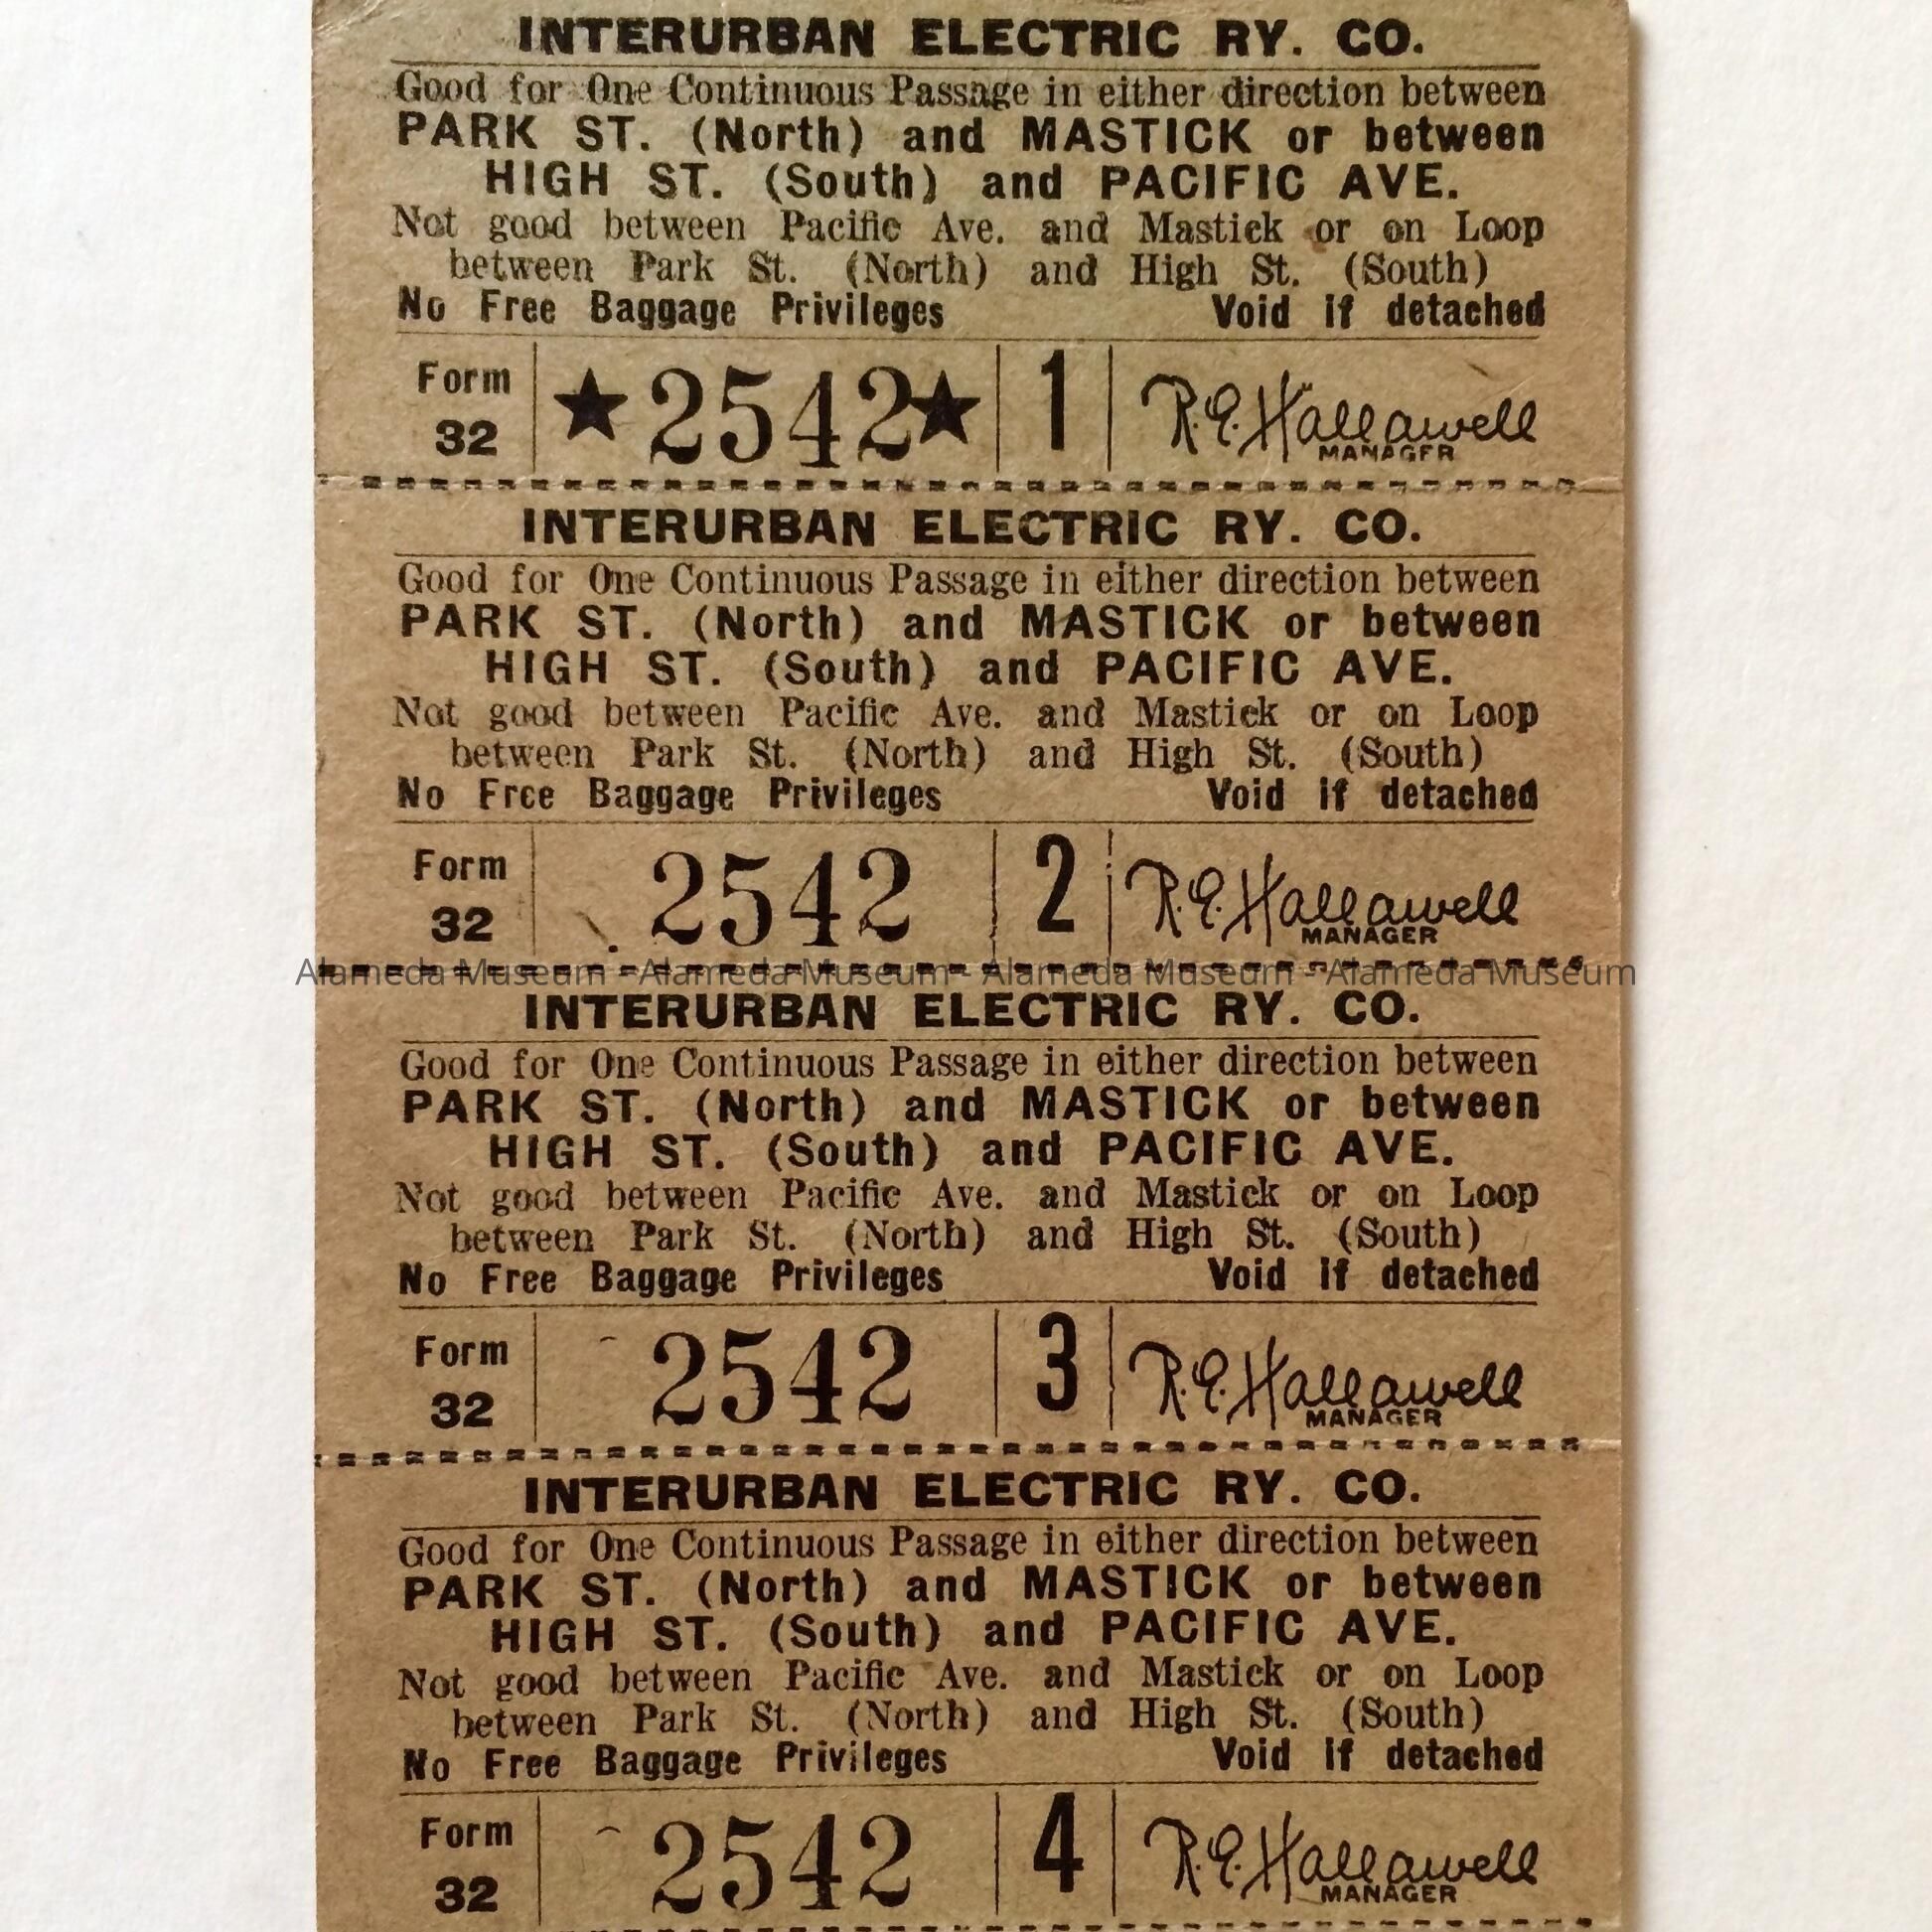 INTERURBAN ELECTRIC RY. CO.
Good for One Continuous Passage in either direction between
PARK ST. (North) and MASTICK or between
HIGH ST. (South) and PACIFIC AVE.
Not good between Pacific Ave. and Mastick or on Loop
between Park St. (North) and High St. (South)
No Free Baggage Privileges Void if detached
Form 32 ★2542★ 1 R.E. Hallawell MANAGER
INTERURBAN ELECTRIC RY. CO.
Good for One Continuous Passage in either direction between
PARK ST. (North) and MASTICK or between
HIGH ST. (South) and PACIFIC AVE.
Not good between Pacific Ave. and Mastick or on Loop
between Park St. (North) and High St. (South)
No Free Baggage Privileges Void if detached
Form 32 2542 2 R.E. Hallawell MANAGER
Alameda Museum - Alameda Museum - Alameda Museum - Alameda Museum
INTERURBAN ELECTRIC RY. CO.
Good for One Continuous Passage in either direction between
PARK ST. (North) and MASTICK or between
HIGH ST. (South) and PACIFIC AVE.
Not good between Pacific Ave. and Mastick or on Loop
between Park St. (North) and High St. (South)
No Free Baggage Privileges Void if detached
Form 32 2542 3 R.E. Hallawell MANAGER
INTERURBAN ELECTRIC RY. CO.
Good for One Continuous Passage in either direction between
PARK ST. (North) and MASTICK or between
HIGH ST. (South) and PACIFIC AVE.
Not good between Pacific Ave. and Mastick or on Loop
between Park St. (North) and High St. (South)
No Free Baggage Privileges Void if detached
Form 32 2542 4 R.E. Hallawell MANAGER